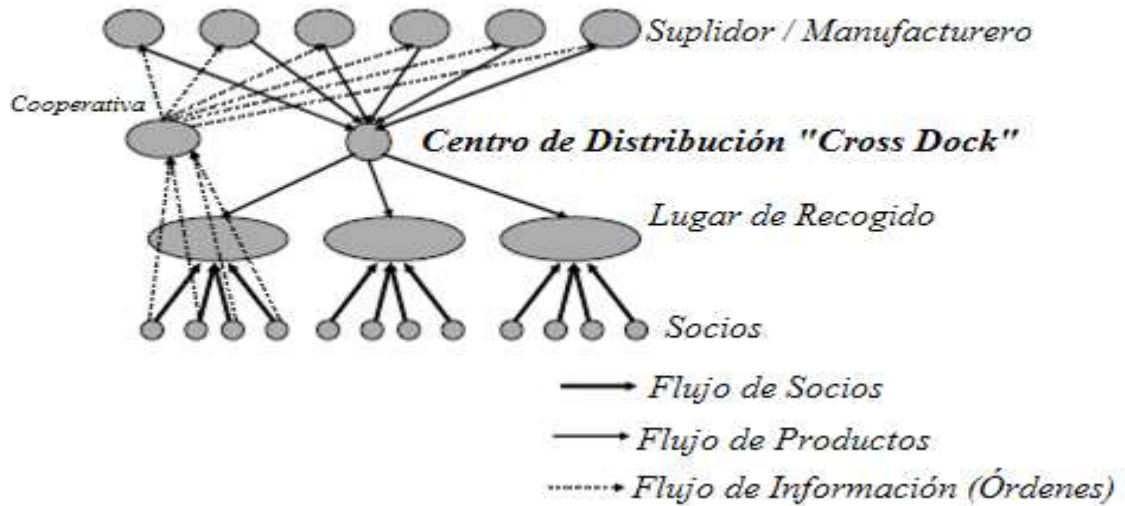 Suplidor / Manufacturero
Cooperativa
Centro de Distribución "Cross Dock"
Lugar de Recogido
Socios
Flujo de Socios
Flujo de Productos
Flujo de Información (Órdenes)